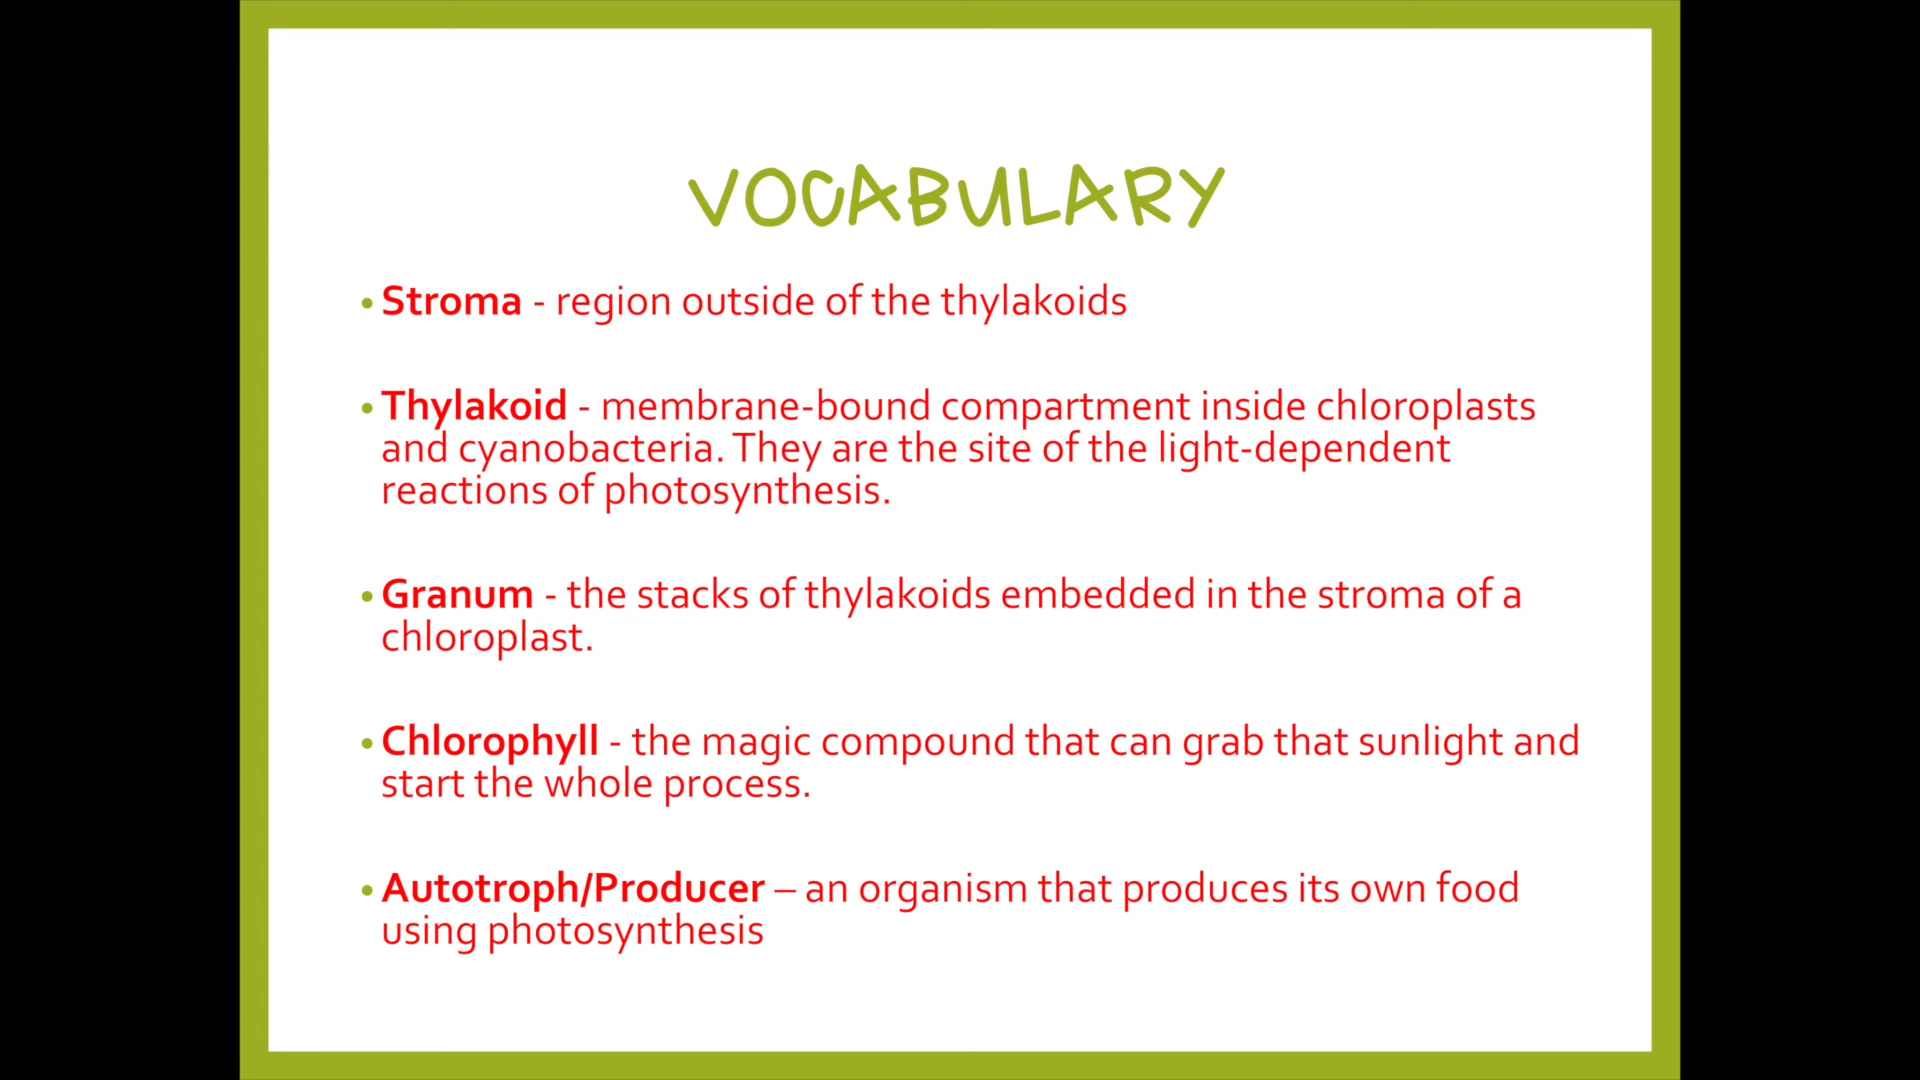 VOCABULARY
• Stroma - region outside of the thylakoids
• Thylakoid - membrane-bound compartment inside chloroplasts
and cyanobacteria. They are the site of the light-dependent
reactions of photosynthesis.
• Granum - the stacks of thylakoids embedded in the stroma of a
chloroplast.
• Chlorophyll - the magic compound that can grab that sunlight and
start the whole process.
• Autotroph/Producer – an organism that produces its own food
using photosynthesis